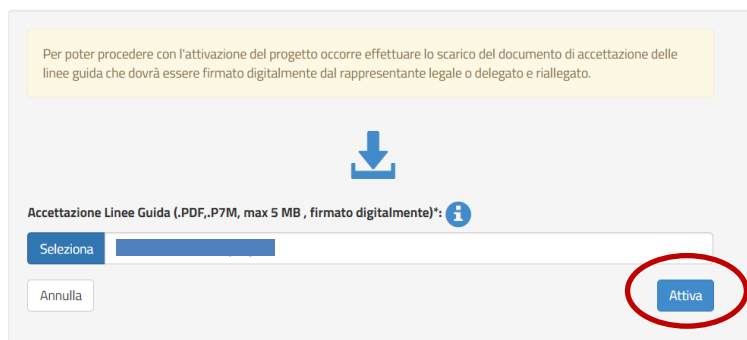 Per poter procedere con l'attivazione del progetto occorre effettuare lo scarico del documento di accettazione delle
linee guida che dovrà essere firmato digitalmente dal rappresentante legale o delegato e riallegato.
Accettazione Linee Guida (.PDF,.P7M, max 5 MB , firmato digitalmente)*:
Seleziona
Annulla
Attiva